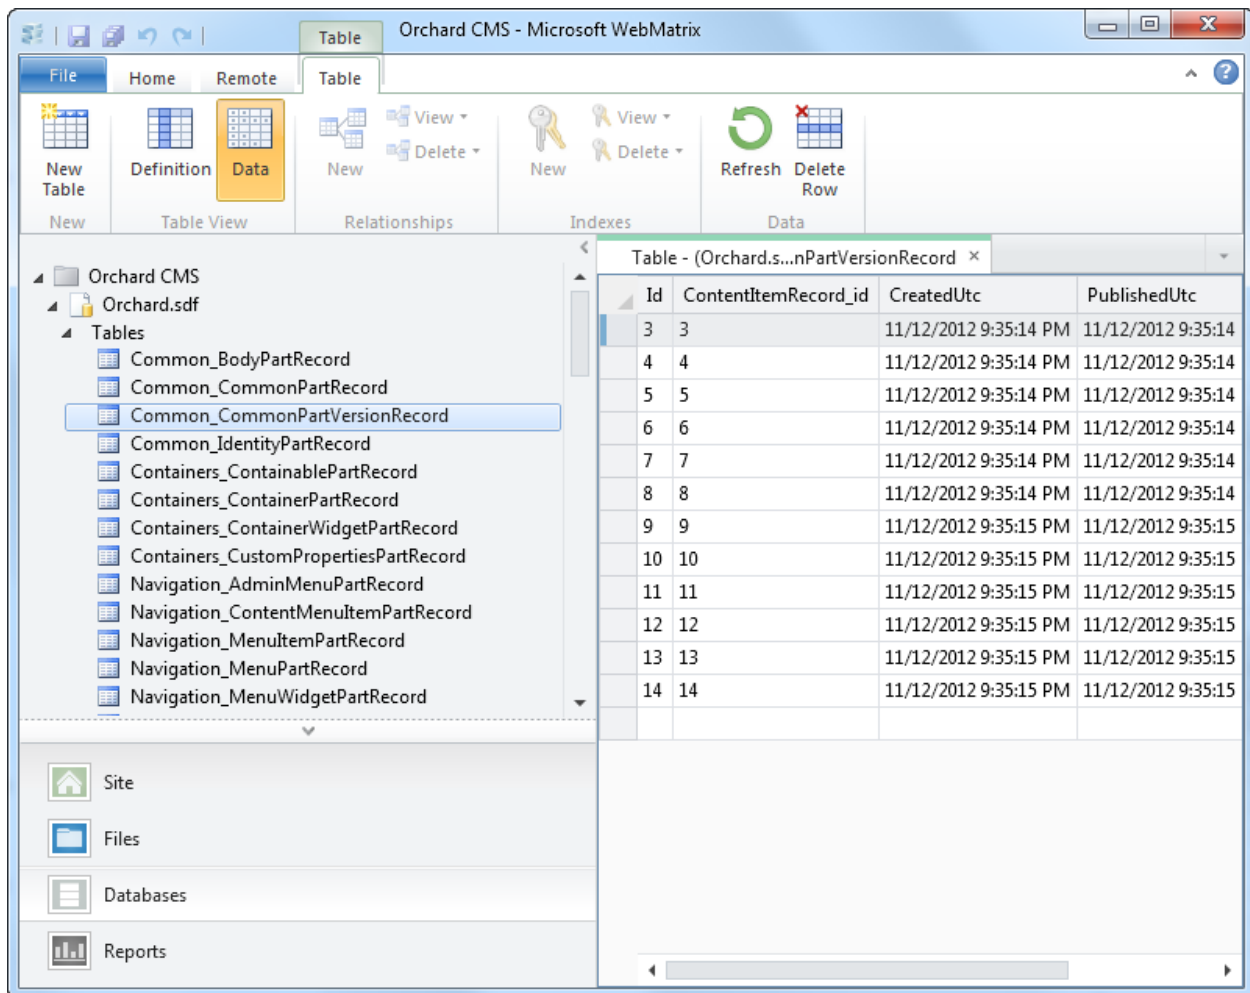 Table
Orchard CMS - Microsoft WebMatrix
File
Home
Remote
Table
New Table
Definition
Data
New
View
Delete
New
View
Delete
Refresh
Delete Row
New
Table View
Relationships
Indexes
Data
Orchard CMS
Orchard.sdf
Tables
Common_BodyPartRecord
Common_CommonPartRecord
Common_CommonPartVersionRecord
Common_IdentityPartRecord
Containers_ContainablePartRecord
Containers_ContainerPartRecord
Containers_ContainerWidgetPartRecord
Containers_CustomPropertiesPartRecord
Navigation_AdminMenuPartRecord
Navigation_ContentMenuItemPartRecord
Navigation_MenuItemPartRecord
Navigation_MenuPartRecord
Navigation_MenuWidgetPartRecord
Site
Files
Databases
Reports
Table - (Orchard.s...nPartVersionRecord
Id ContentItemRecord_id CreatedUtc PublishedUtc
3 3 11/12/2012 9:35:14 PM 11/12/2012 9:35:14
4 4 11/12/2012 9:35:14 PM 11/12/2012 9:35:14
5 5 11/12/2012 9:35:14 PM 11/12/2012 9:35:14
6 6 11/12/2012 9:35:14 PM 11/12/2012 9:35:14
7 7 11/12/2012 9:35:14 PM 11/12/2012 9:35:14
8 8 11/12/2012 9:35:14 PM 11/12/2012 9:35:14
9 9 11/12/2012 9:35:15 PM 11/12/2012 9:35:15
10 10 11/12/2012 9:35:15 PM 11/12/2012 9:35:15
11 11 11/12/2012 9:35:15 PM 11/12/2012 9:35:15
12 12 11/12/2012 9:35:15 PM 11/12/2012 9:35:15
13 13 11/12/2012 9:35:15 PM 11/12/2012 9:35:15
14 14 11/12/2012 9:35:15 PM 11/12/2012 9:35:15